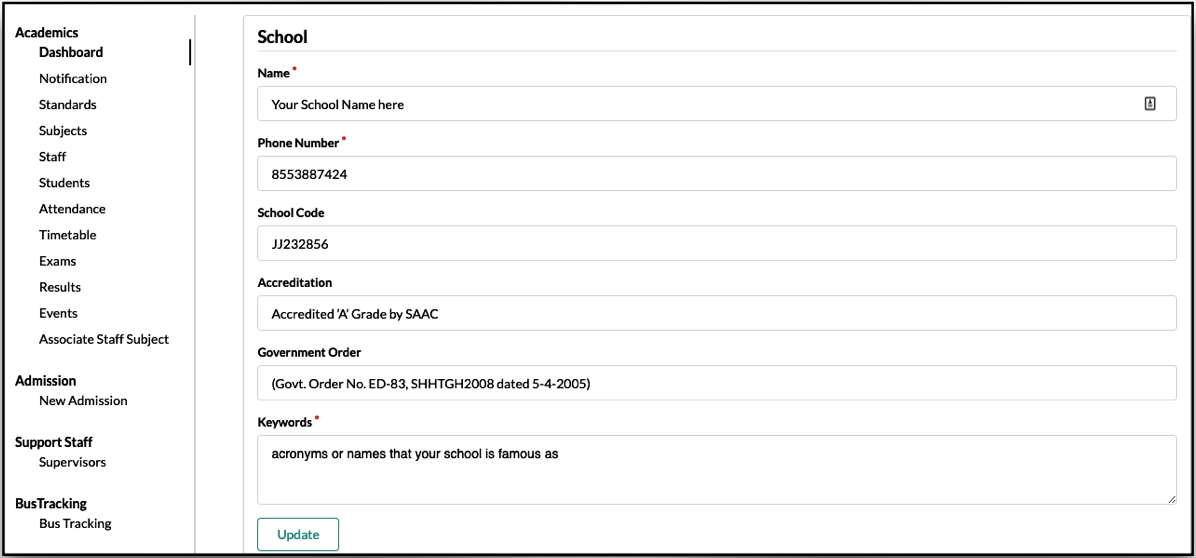 Academics
Dashboard
Notification
Standards
Subjects
Staff
Students
Attendance
Timetable
Exams
Results
Events
Associate Staff Subject
Admission
New Admission
Support Staff
Supervisors
BusTracking
Bus Tracking
School
Name *
Your School Name here
Phone Number *
8553887424
School Code
JJ232856
Accreditation
Accredited 'A' Grade by SAAC
Government Order
(Govt. Order No. ED-83, SHHTGH2008 dated 5-4-2005)
Keywords *
acronyms or names that your school is famous as
Update